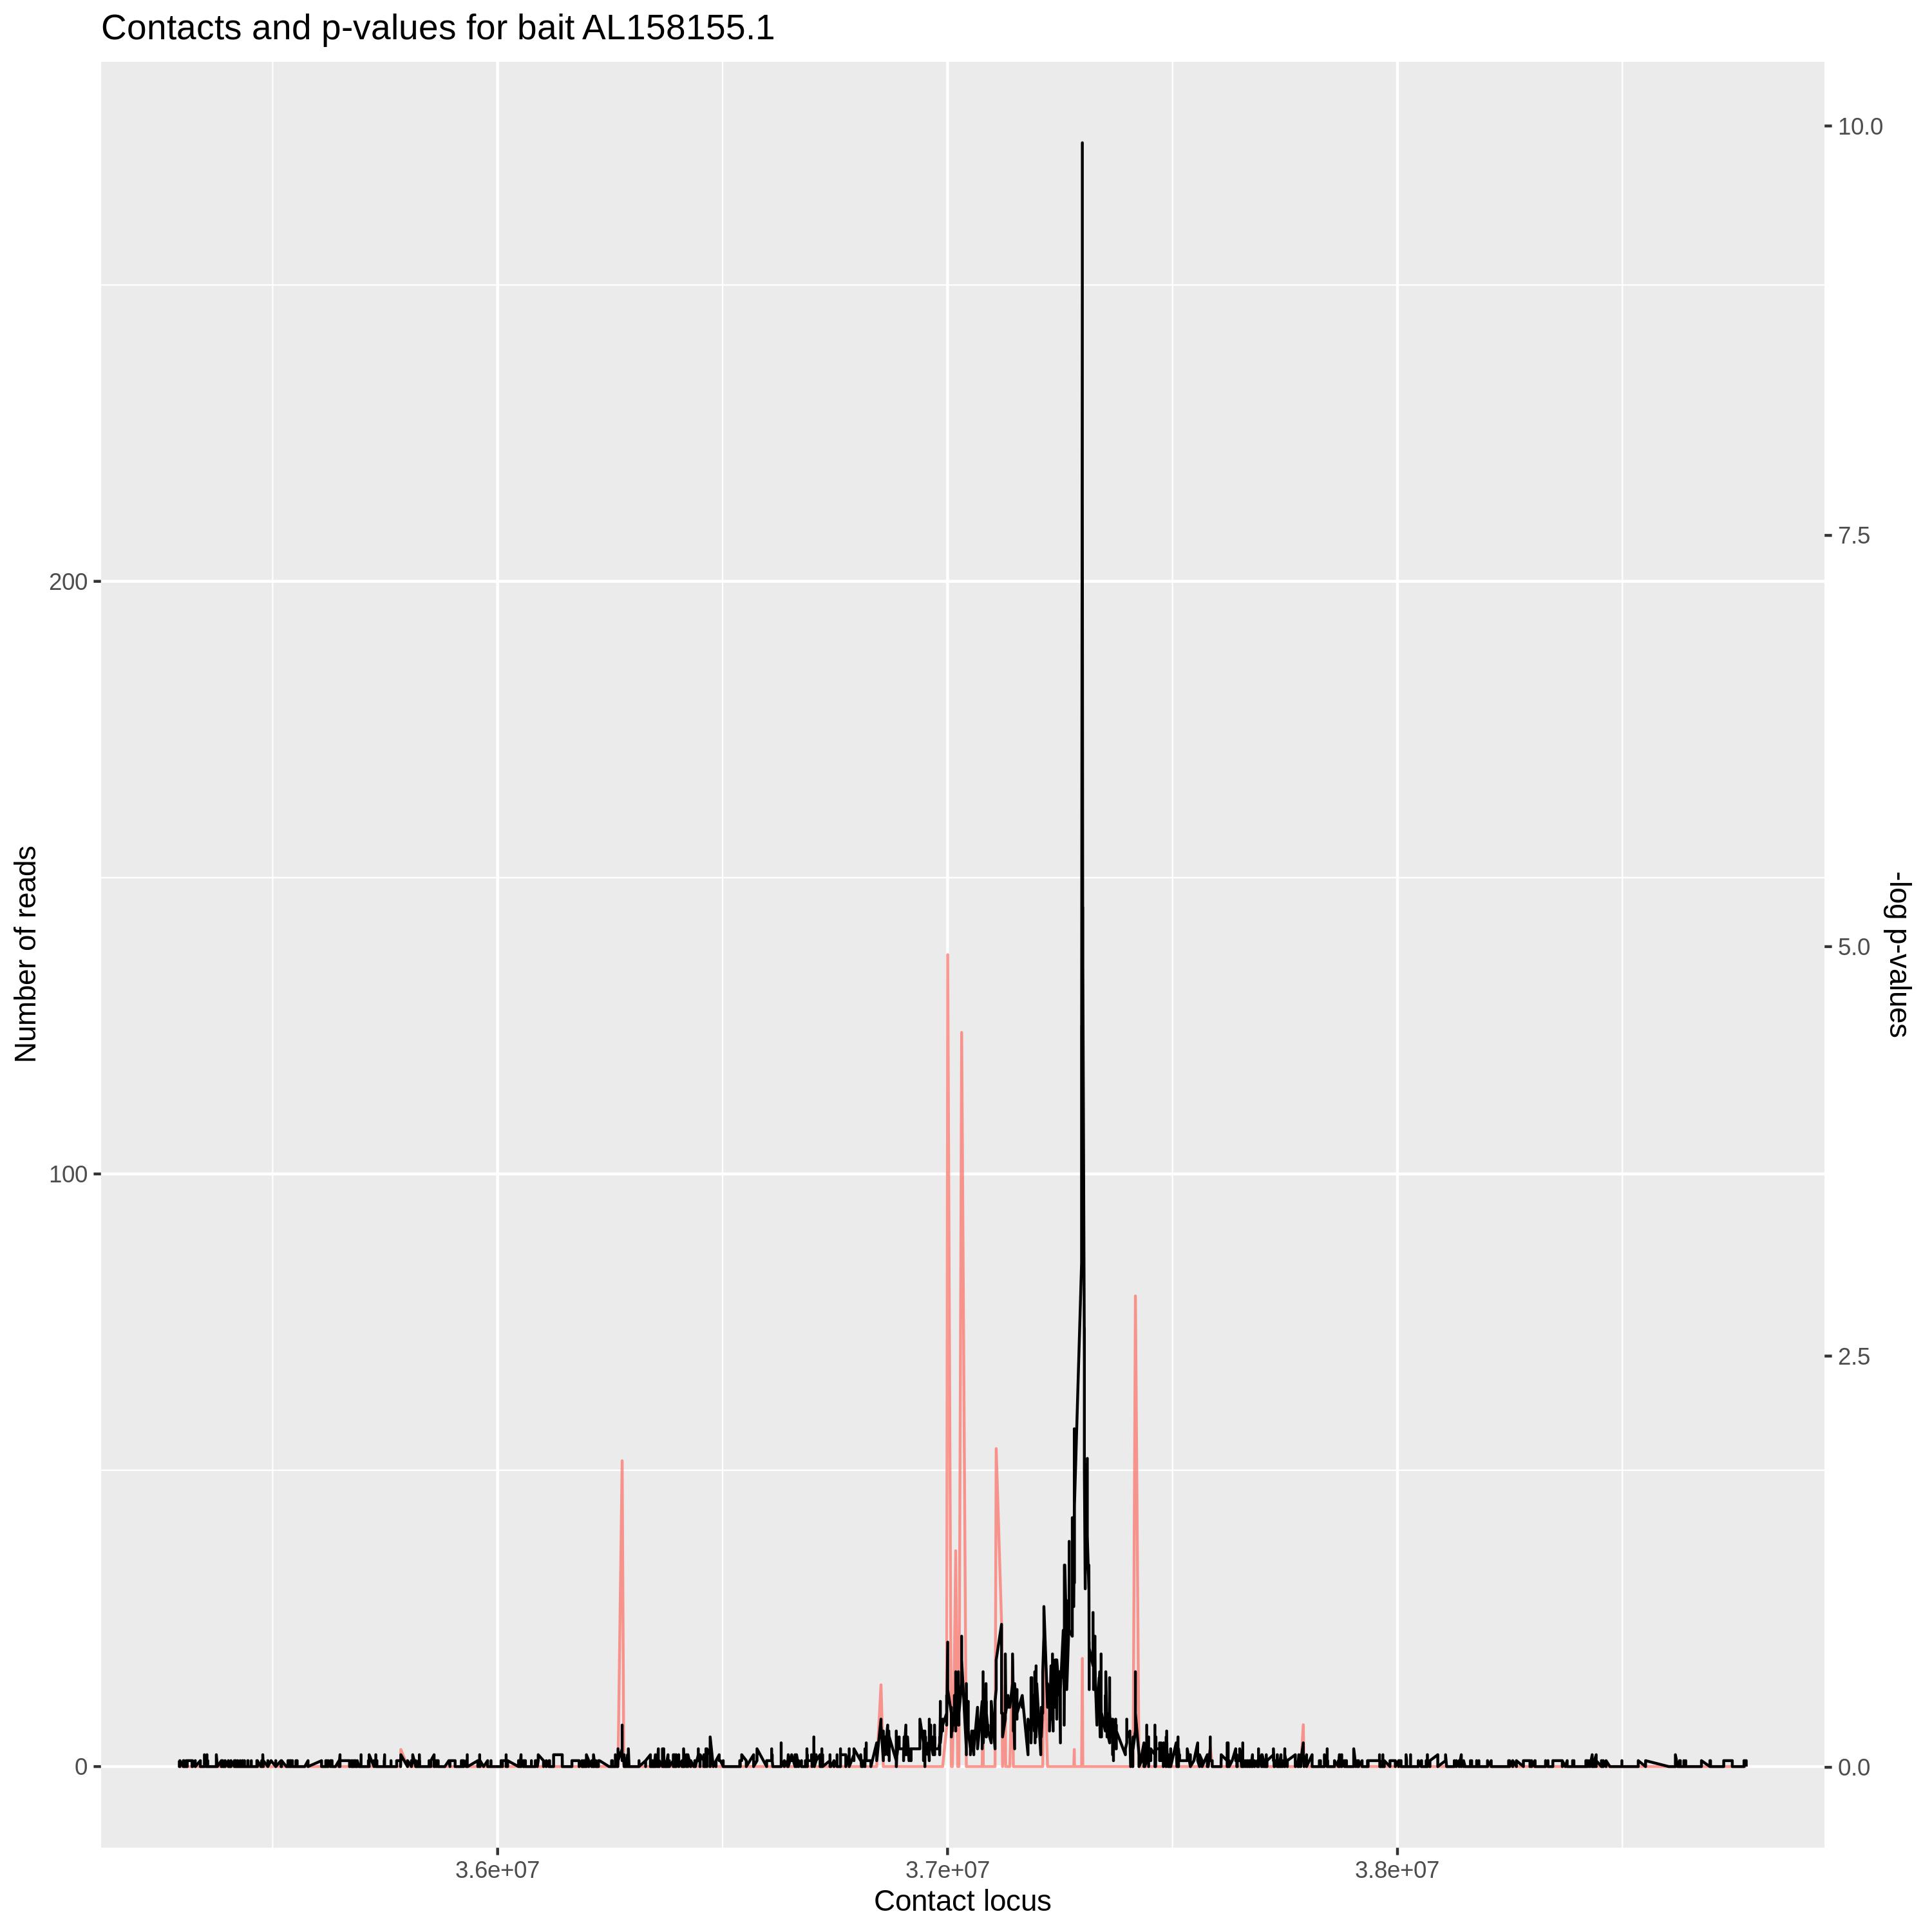 Contacts and p-values for bait AL158155.1
10.0
7.5
200
5.0
Number of reads
-log p-values
100
2.5
0
0.0
3.6e+07
3.7e+07
3.8e+07
Contact locus